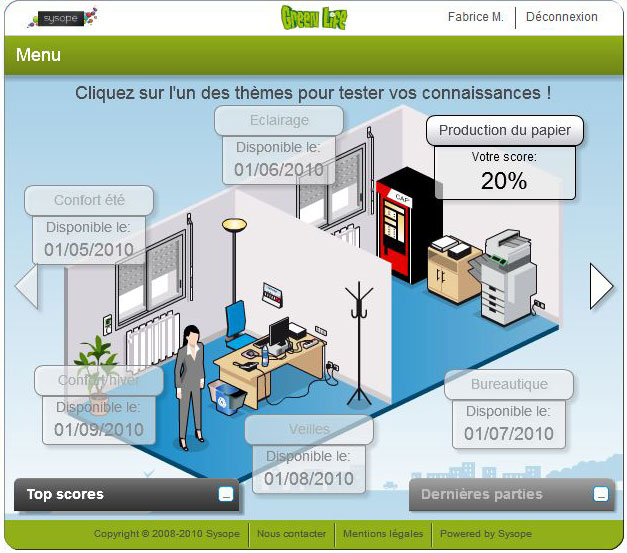 sysope
Green Life
Fabrice M.
Déconnexion
Menu
Cliquez sur l'un des thèmes pour tester vos connaissances !
Eclairage
Disponible le:
01/06/2010
Production du papier
Votre score:
20%
Confort été
Disponible le:
01/05/2010
CAF
Confort hiver
Disponible le:
01/09/2010
Veilles
Disponible le:
01/08/2010
Bureautique
Disponible le:
01/07/2010
Top scores
Dernières parties
Copyright © 2008-2010 Sysope
Nous contacter
Mentions légales
Powered by Sysope